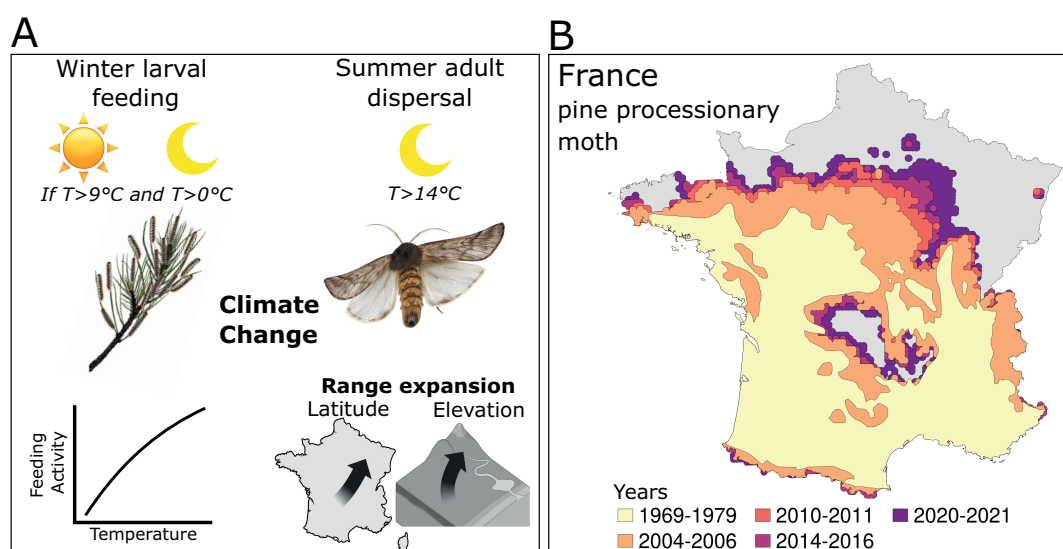 A
Winter larval
feeding
Summer adult
dispersal
If T>9°C and T>0°C
T>14°C
Climate
Change
Range expansion
Latitude
Elevation
Feeding
Activity
Temperature
B
France
pine processionary
moth
Years
1969-1979
2010-2011
2020-2021
2004-2006
2014-2016